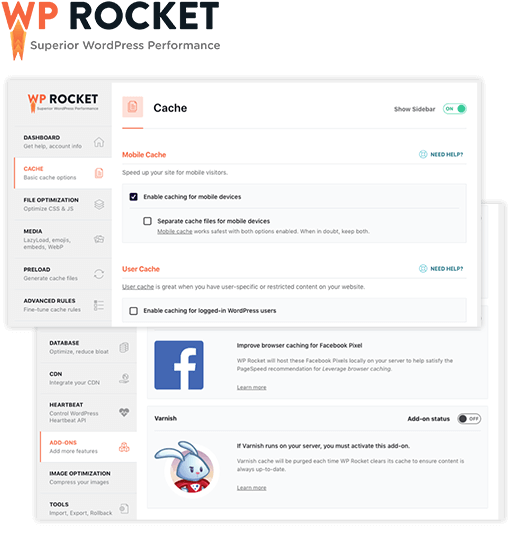 WP ROCKET
Superior WordPress Performance
WP ROCKET
Superior WordPress Performance
Cache
Show Sidebar
ON
DASHBOARD
Get help, account info
CACHE
Basic cache options
FILE OPTIMIZATION
Optimize CSS & JS
MEDIA
LazyLoad, emojis,
embeds, WebP
PRELOAD
Generate cache files
ADVANCED RULES
Fine-tune cache rules
Mobile Cache
NEED HELP?
Speed up your site for mobile visitors.
Enable caching for mobile devices
Separate cache files for mobile devices
Mobile cache works safest with both options enabled. When in doubt, keep both.
User Cache
NEED HELP?
User cache is great when you have user-specific or restricted content on your website.
Enable caching for logged-in WordPress users
DATABASE
Optimize, reduce bloat
CDN
Integrate your CDN
HEARTBEAT
Control WordPress
Heartbeat API
ADD-ONS
Add more features
IMAGE OPTIMIZATION
Compress your images
TOOLS
Import, Export, Rollback
Improve browser caching for Facebook Pixel
WP Rocket will host these Facebook Pixels locally on your server to help satisfy the
PageSpeed recommendation for Leverage browser caching.
Learn more
Varnish
Add-on status
OFF
If Varnish runs on your server, you must activate this add-on.
Varnish cache will be purged each time WP Rocket clears its cache to ensure content is
always up-to-date.
Learn more